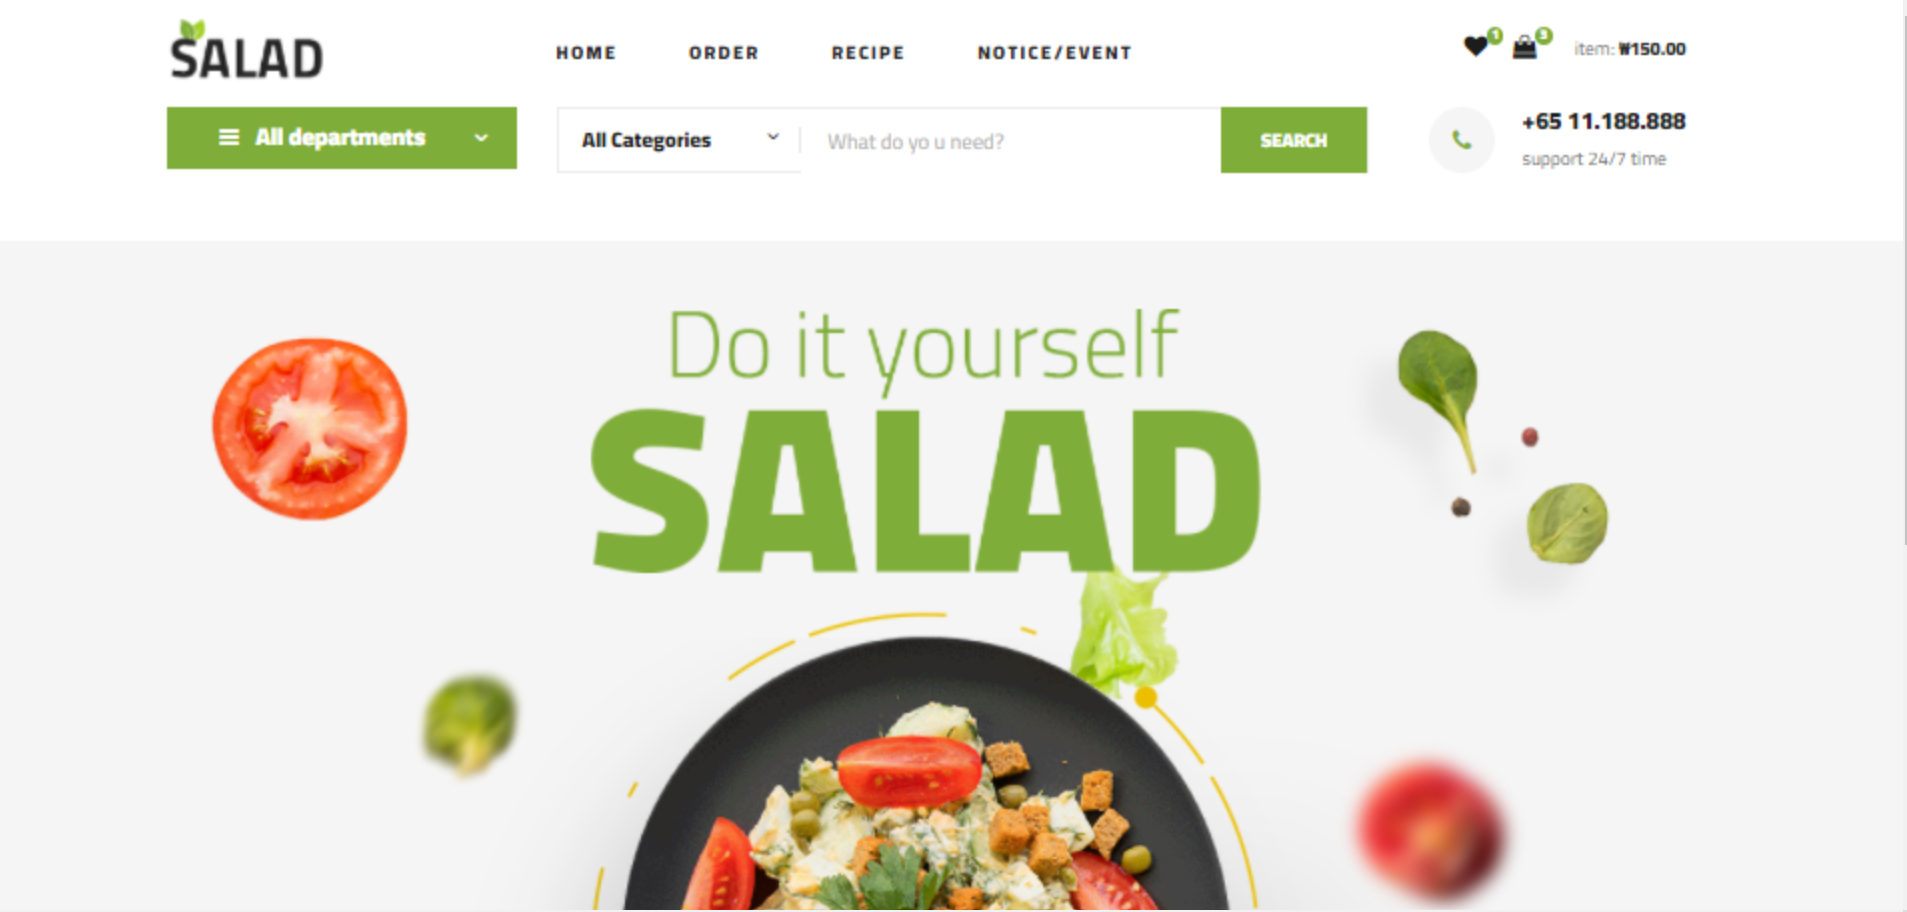 SALAD
HOME ORDER RECIPE NOTICE/EVENT
1 3 item: ₩150.00
All departments
All Categories What do yo u need? SEARCH
+65 11.188.888
support 24/7 time
Do it yourself
SALAD